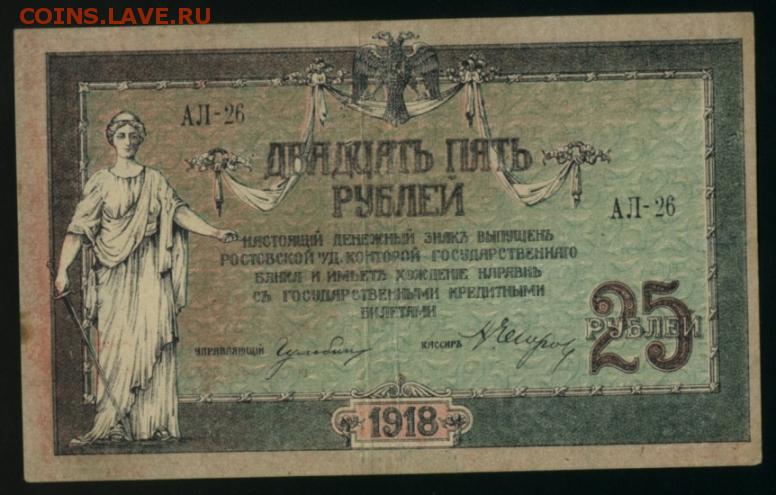 COINS.LAVE.RU
АЛ-26
ДВАДЦАТЬ ПЯТЬ
РУБЛЕЙ
АЛ-26
НАСТОЯЩІЙ ДЕНЕЖНЫЙ ЗНАКЪ ВЫПУЩЕНЪ
РОСТОВСКОЙ Н/Д. КОНТОРОЙ ГОСУДАРСТВЕННАГО
БАНКА И ИМѢЕТЪ ХОЖДЕНІЕ НАРАВНѢ
СЪ ГОСУДАРСТВЕННЫМИ КРЕДИТНЫМИ
БИЛЕТАМИ
25
РУБЛЕЙ
УПРАВЛЯЮЩІЙ
КАССИРЪ
1918